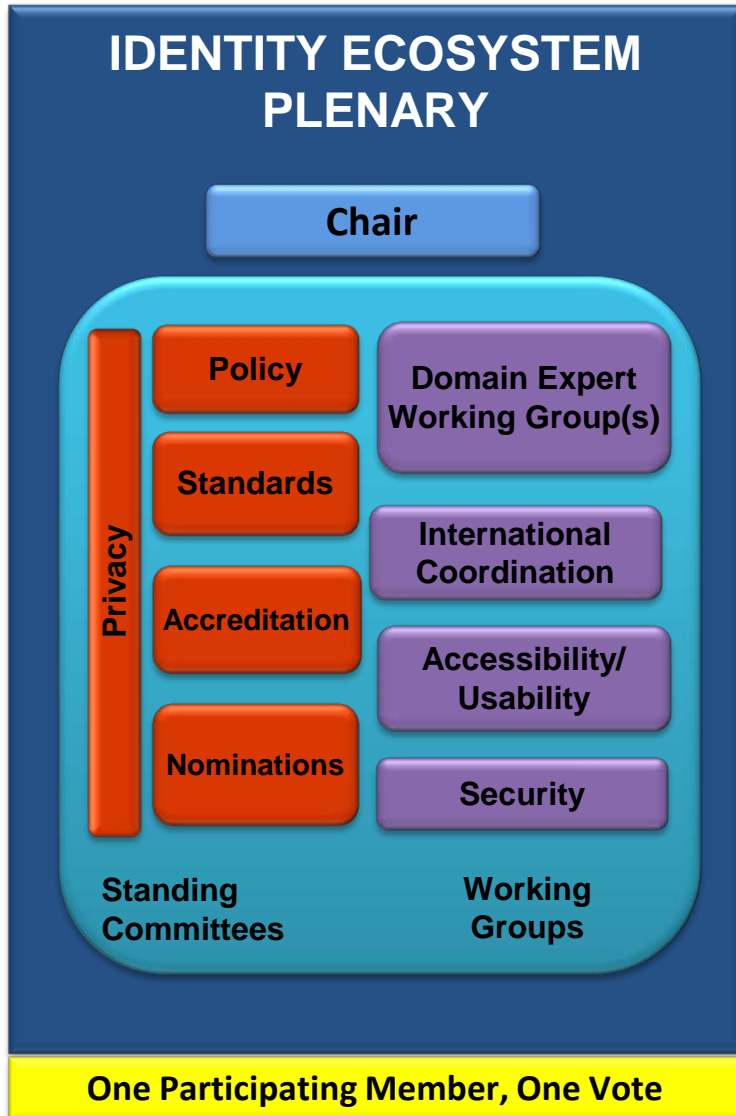 IDENTITY ECOSYSTEM
PLENARY
Chair
Privacy
Policy
Standards
Accreditation
Nominations
Standing
Committees
Domain Expert
Working Group(s)
International
Coordination
Accessibility/
Usability
Security
Working
Groups
One Participating Member, One Vote